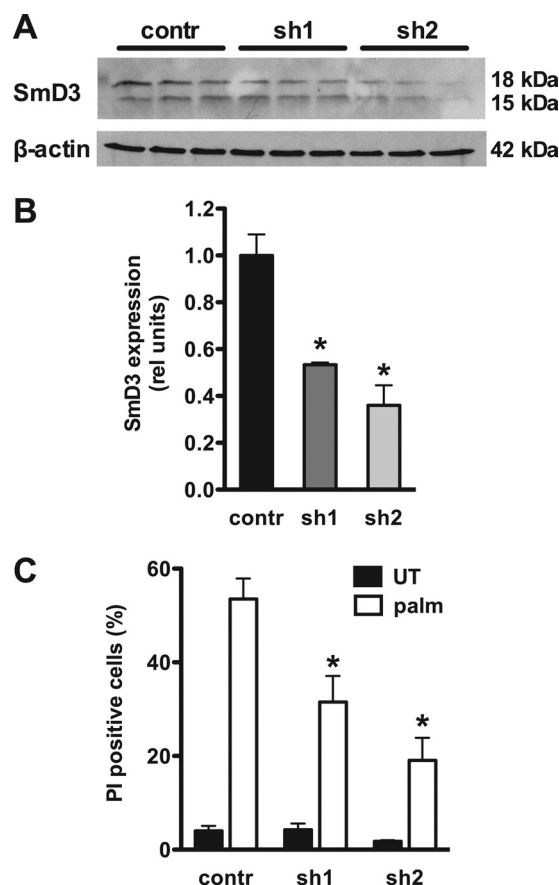 A
contr sh1 sh2
SmD3
18 kDa
15 kDa
β-actin
42 kDa
B
SmD3 expression
(rel units)
1.2
1.0
0.8
0.6
0.4
0.2
0.0
*
*
contr sh1 sh2
C
PI positive cells (%)
60
40
20
0
UT
palm
*
*
contr sh1 sh2